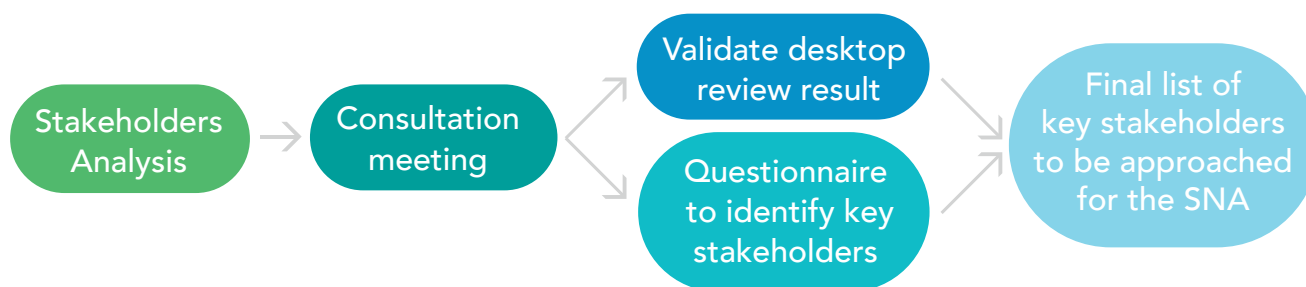 Stakeholders
Analysis
Consultation
meeting
Validate desktop
review result
Questionnaire
to identify key
stakeholders
Final list of
key stakeholders
to be approached
for the SNA